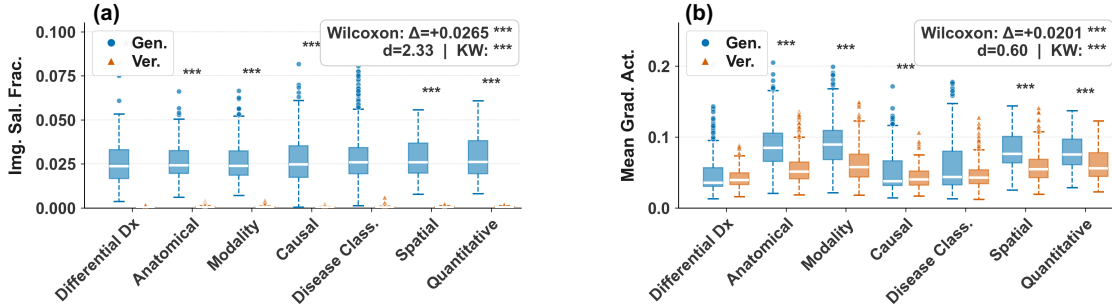 (a)
Wilcoxon: Δ=+0.0265 ***
d=2.33 | KW: ***
Gen.
Ver.
Img. Sal. Frac.
0.100
0.075
0.050
0.025
0.000
***
***
***
***
***
Differential Dx
Anatomical
Modality
Causal
Disease Class.
Spatial
Quantitative
(b)
Wilcoxon: Δ=+0.0201 ***
d=0.60 | KW: ***
Gen.
Ver.
Mean Grad. Act.
0.2
0.1
0.0
***
***
***
***
***
Differential Dx
Anatomical
Modality
Causal
Disease Class.
Spatial
Quantitative